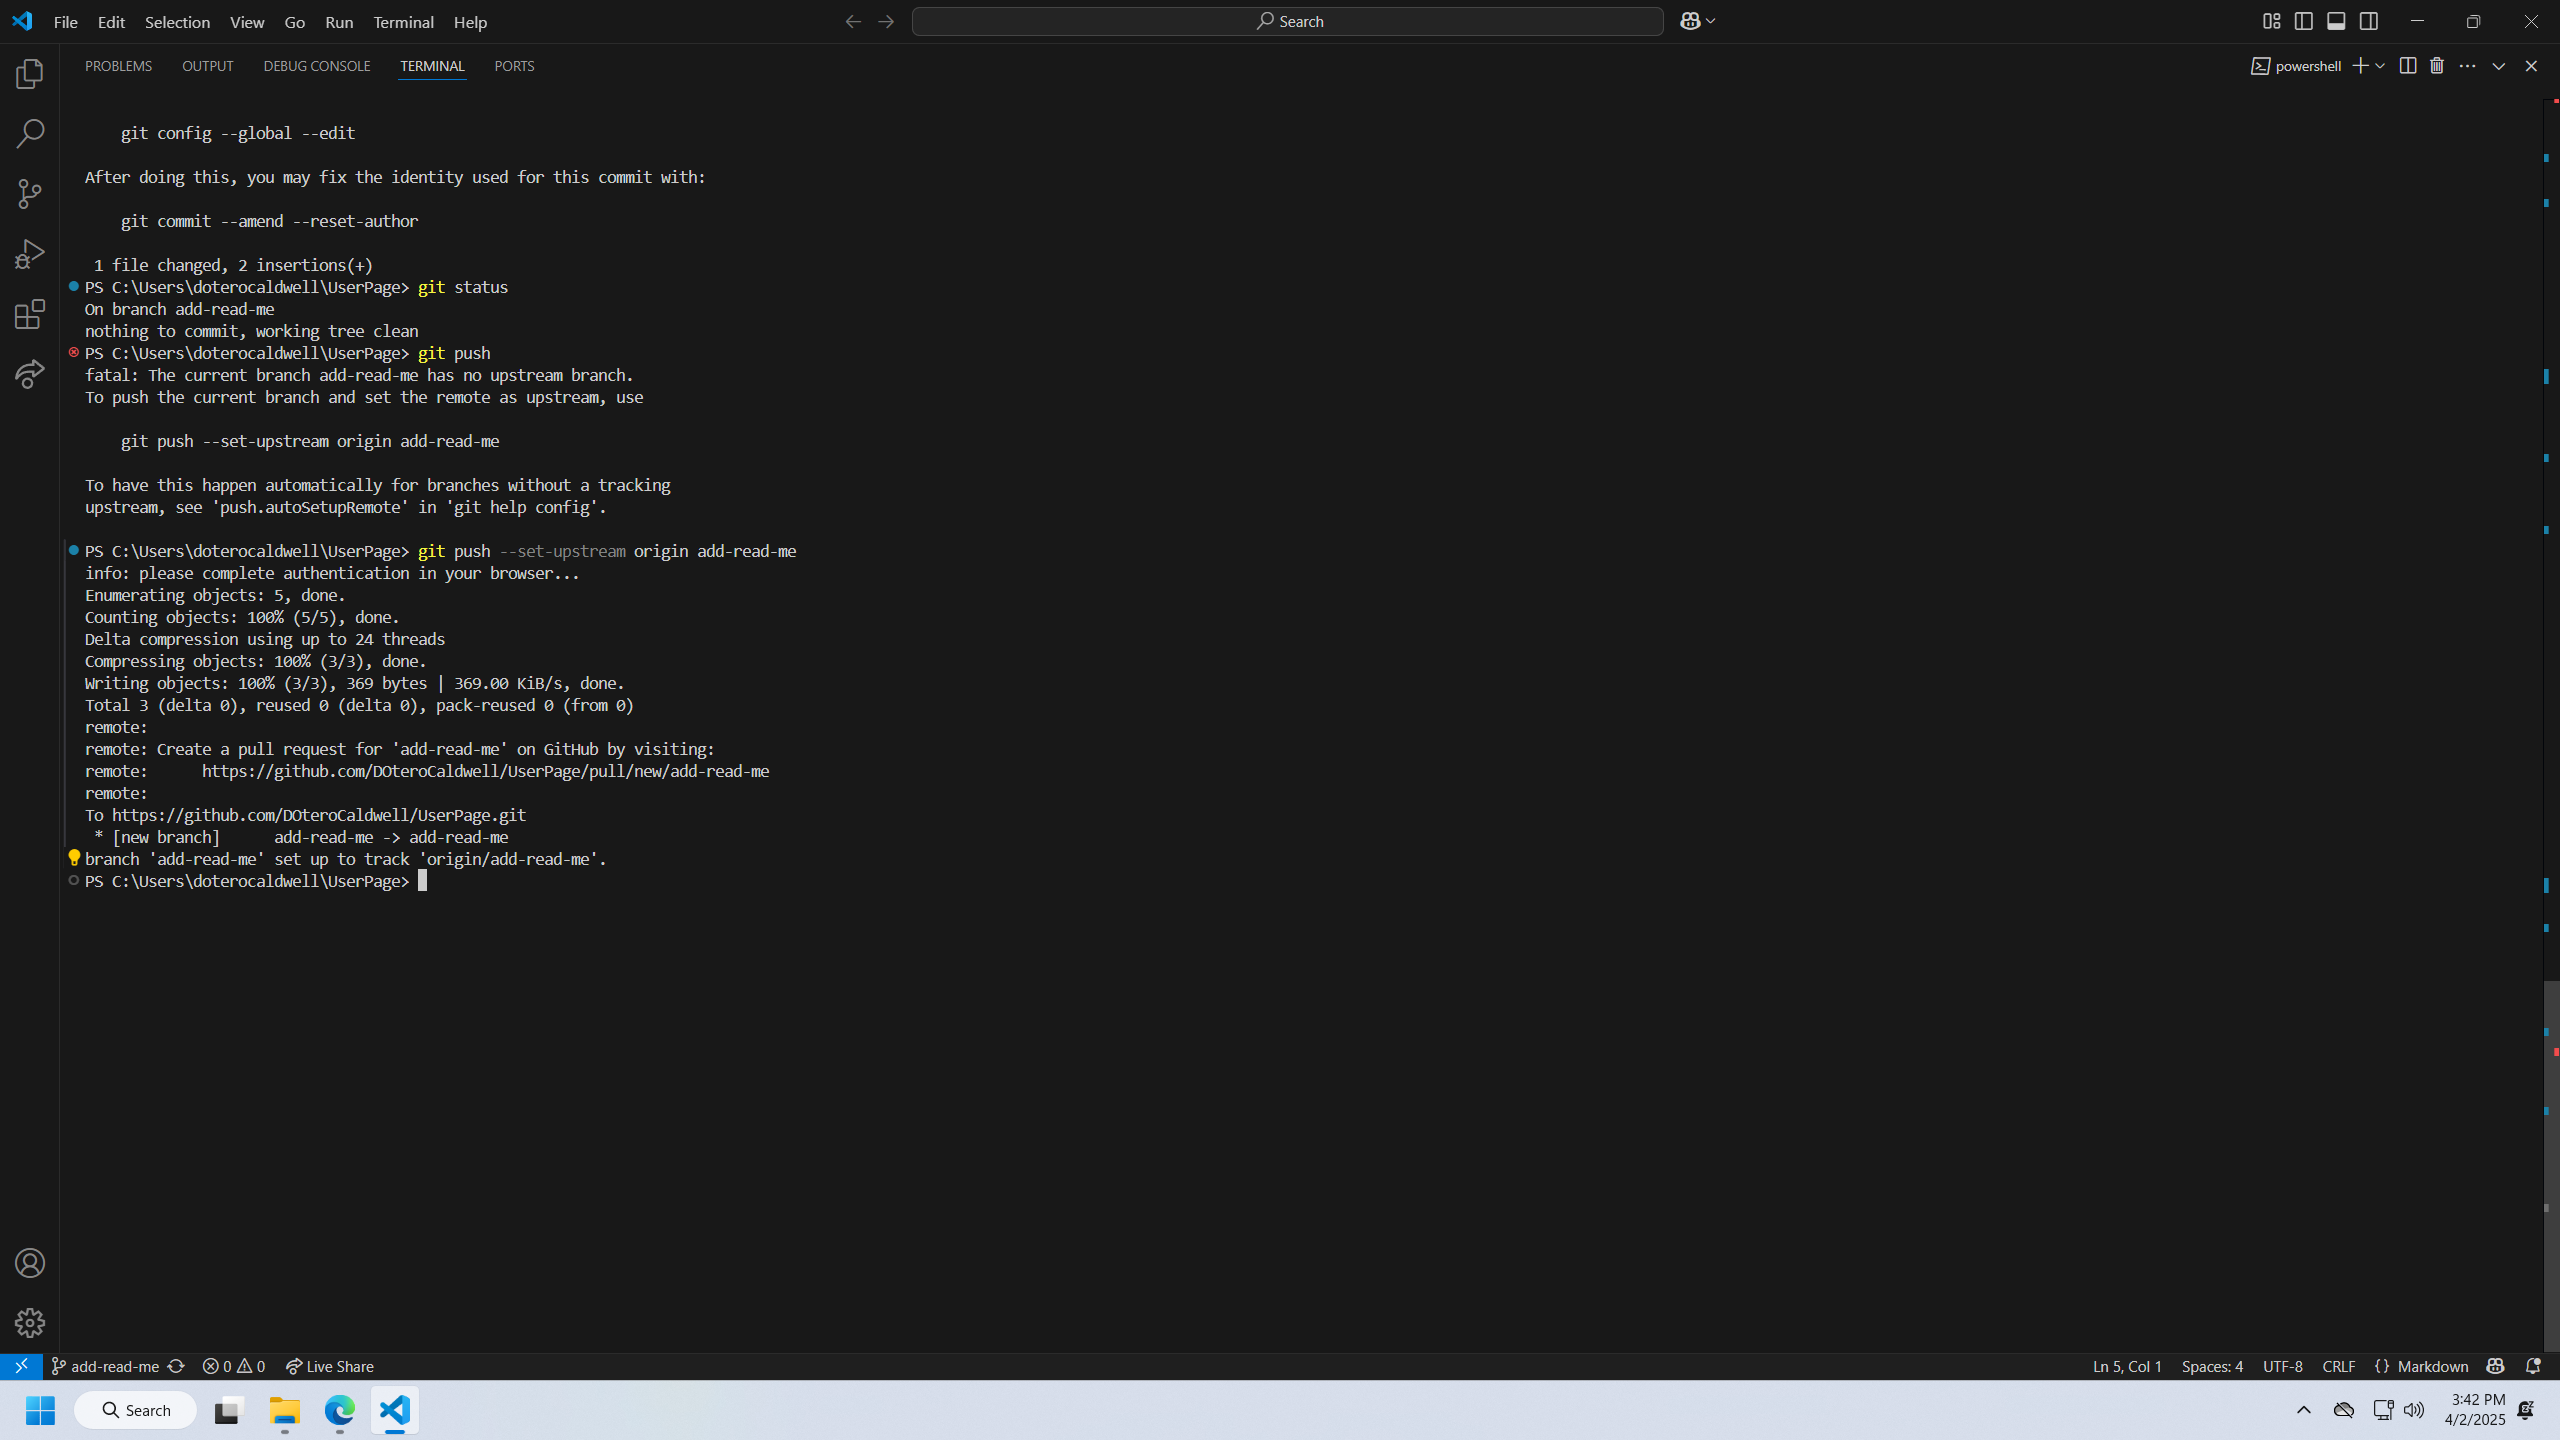 File Edit Selection View Go Run Terminal Help
Search
PROBLEMS OUTPUT DEBUG CONSOLE TERMINAL PORTS
powershell
git config --global --edit
After doing this, you may fix the identity used for this commit with:
git commit --amend --reset-author
1 file changed, 2 insertions(+)
PS C:\Users\doterocaldwell\UserPage> git status
On branch add-read-me
nothing to commit, working tree clean
PS C:\Users\doterocaldwell\UserPage> git push
fatal: The current branch add-read-me has no upstream branch.
To push the current branch and set the remote as upstream, use
git push --set-upstream origin add-read-me
To have this happen automatically for branches without a tracking
upstream, see 'push.autoSetupRemote' in 'git help config'.
PS C:\Users\doterocaldwell\UserPage> git push --set-upstream origin add-read-me
info: please complete authentication in your browser...
Enumerating objects: 5, done.
Counting objects: 100% (5/5), done.
Delta compression using up to 24 threads
Compressing objects: 100% (3/3), done.
Writing objects: 100% (3/3), 369 bytes | 369.00 KiB/s, done.
Total 3 (delta 0), reused 0 (delta 0), pack-reused 0 (from 0)
remote:
remote: Create a pull request for 'add-read-me' on GitHub by visiting:
remote:      https://github.com/DOteroCaldwell/UserPage/pull/new/add-read-me
remote:
To https://github.com/DOteroCaldwell/UserPage.git
* [new branch]      add-read-me -> add-read-me
branch 'add-read-me' set up to track 'origin/add-read-me'.
PS C:\Users\doterocaldwell\UserPage>
add-read-me 0 0 Live Share Ln 5, Col 1 Spaces: 4 UTF-8 CRLF {} Markdown
Search
3:42 PM
4/2/2025